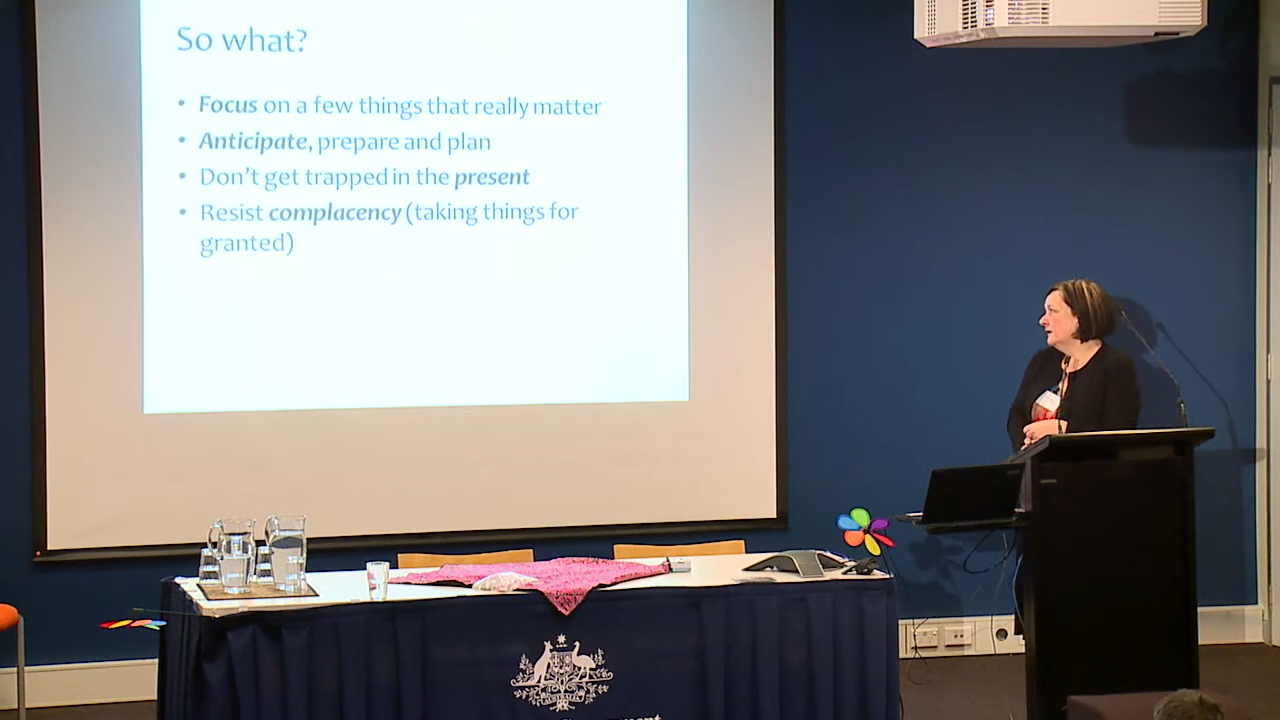 So what?
• Focus on a few things that really matter
• Anticipate, prepare and plan
• Don't get trapped in the present
• Resist complacency (taking things for
granted)
AUSTRALIA